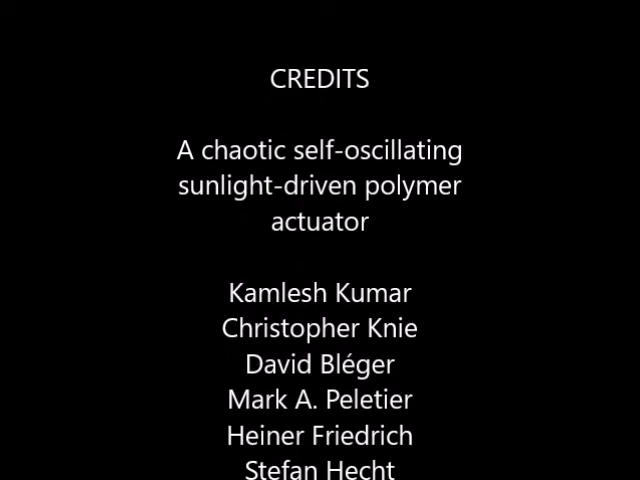 CREDITS
A chaotic self-oscillating
sunlight-driven polymer
actuator
Kamlesh Kumar
Christopher Knie
David Bléger
Mark A. Peletier
Heiner Friedrich
Stefan Hecht